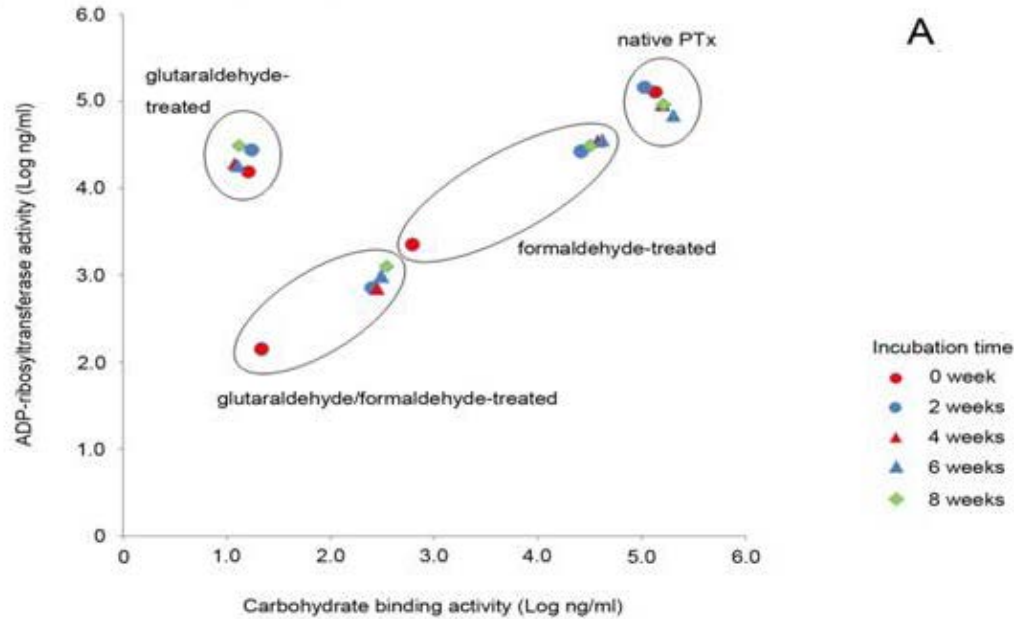 A
native PTx
glutaraldehyde-
treated
formaldehyde-treated
glutaraldehyde/formaldehyde-treated
ADP-ribosyltransferase activity (Log ng/ml)
6.0
5.0
4.0
3.0
2.0
1.0
0
0 1.0 2.0 3.0 4.0 5.0 6.0
Carbohydrate binding activity (Log ng/ml)
Incubation time
0 week
2 weeks
4 weeks
6 weeks
8 weeks